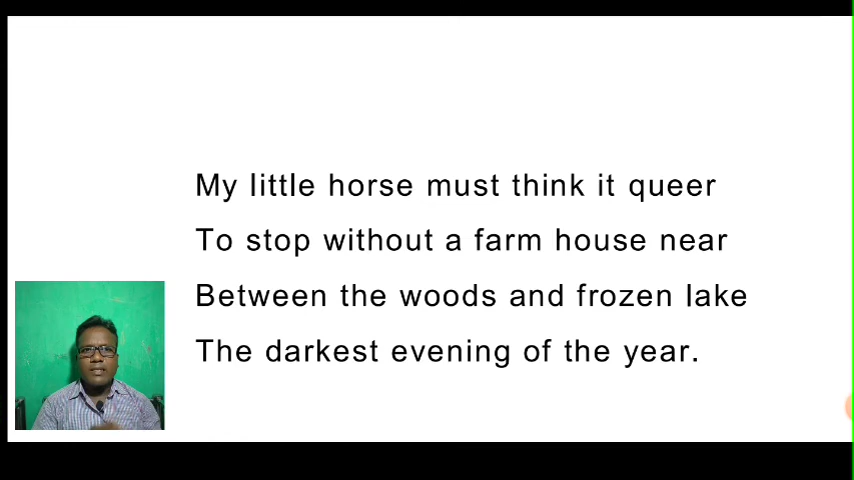 My little horse must think it queer
To stop without a farm house near
Between the woods and frozen lake
The darkest evening of the year.